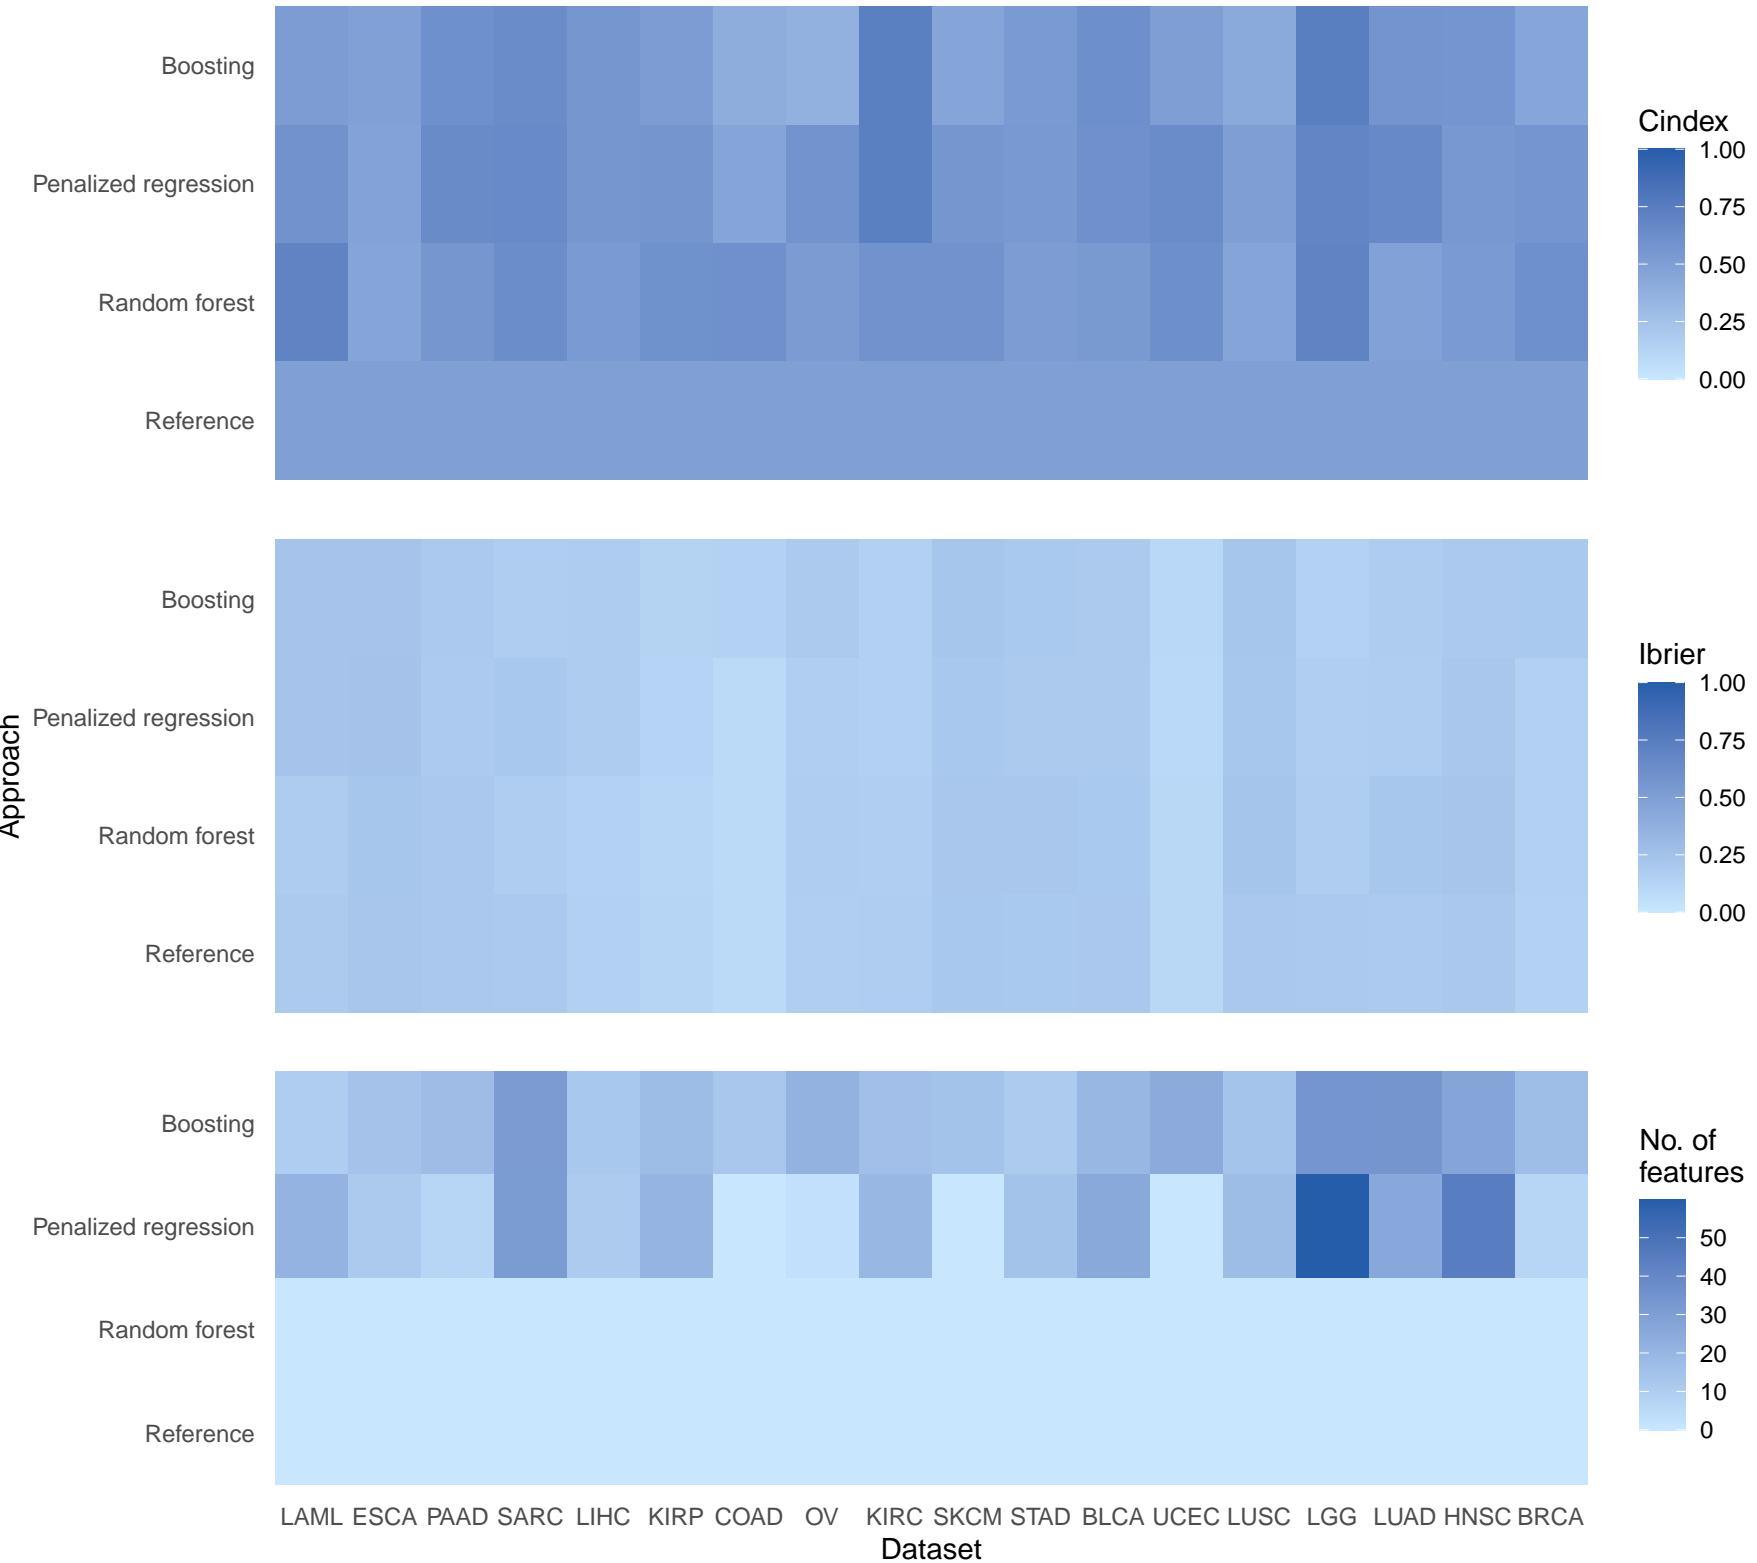 Boosting
Penalized regression
Random forest
Reference
Cindex
1.00
0.75
0.50
0.25
0.00
Approach
Boosting
Penalized regression
Random forest
Reference
Ibrier
1.00
0.75
0.50
0.25
0.00
Boosting
Penalized regression
Random forest
Reference
No. of
features
50
40
30
20
10
0
LAML ESCA PAAD SARC LIHC KIRP COAD OV KIRC SKCM STAD BLCA UCEC LUSC LGG LUAD HNSC BRCA
Dataset